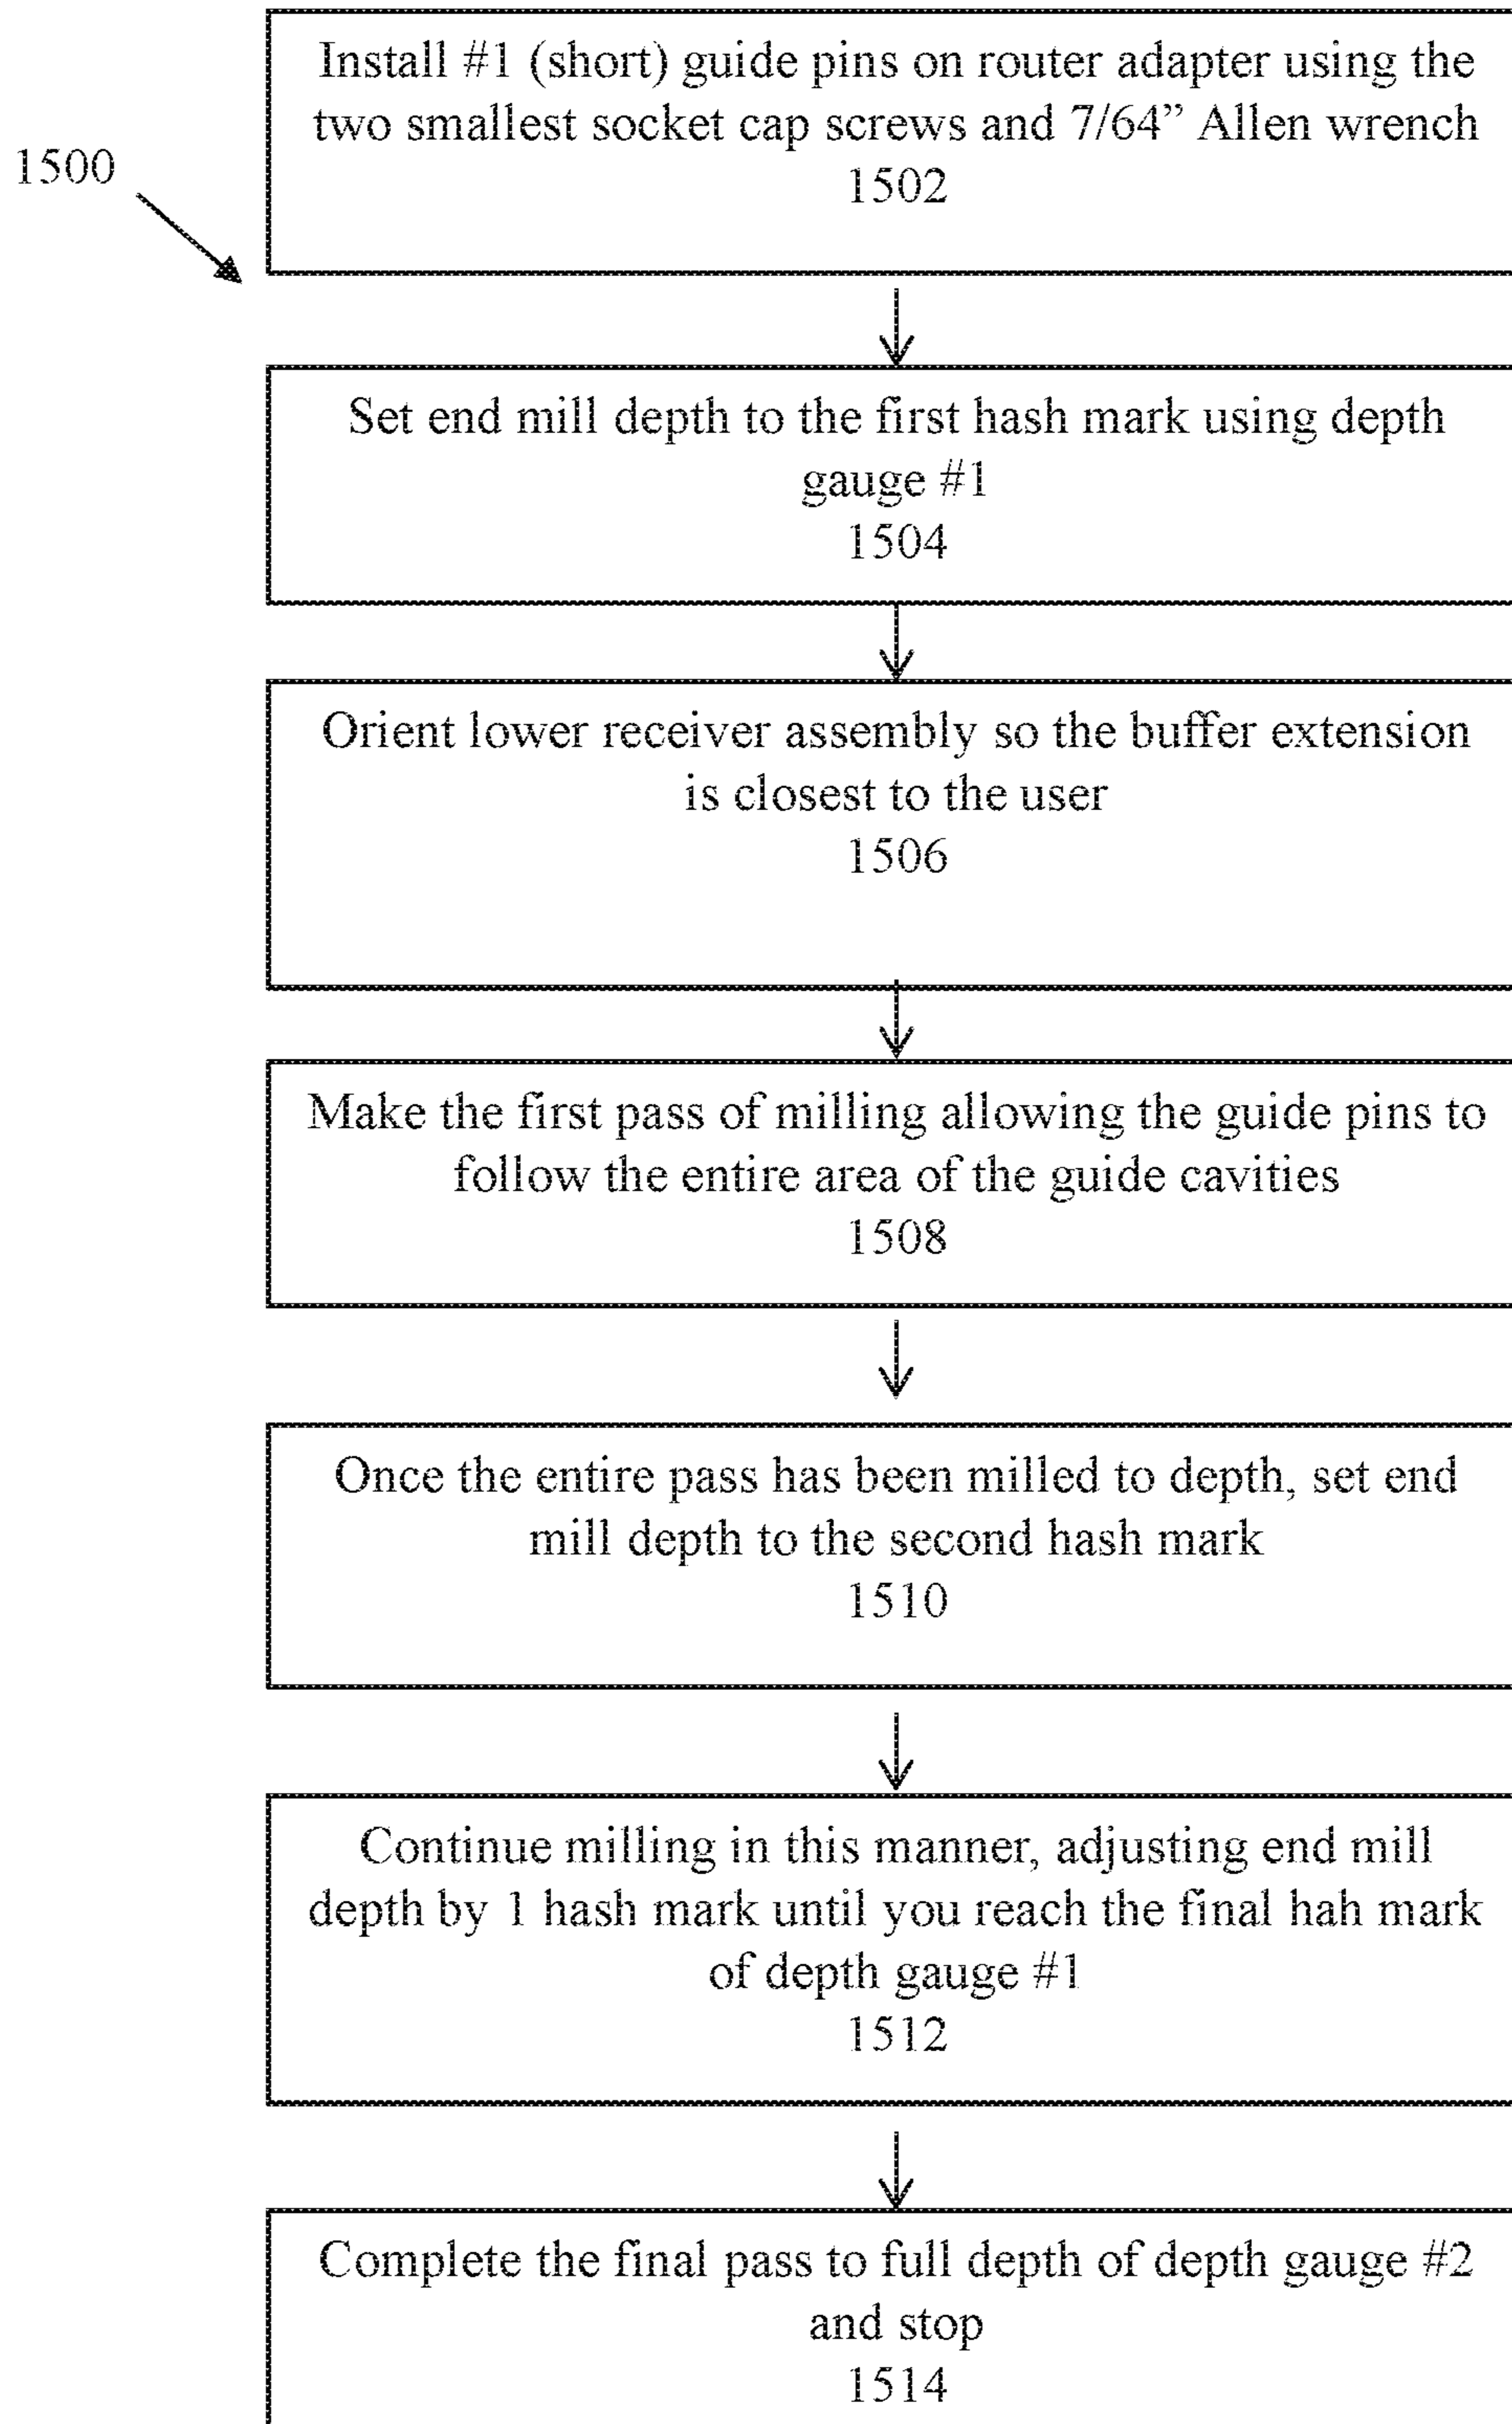 Install #1 (short) guide pins on router adapter using the
two smallest socket cap screws and 7/64” Allen wrench
1502
1500
Set end mill depth to the first hash mark using depth
gauge #1
1504
Orient lower receiver assembly so the buffer extension
is closest to the user
1506
Make the first pass of milling allowing the guide pins to
follow the entire area of the guide cavities
1508
Once the entire pass has been milled to depth, set end
mill depth to the second hash mark
1510
Continue milling in this manner, adjusting end mill
depth by 1 hash mark until you reach the final hah mark
of depth gauge #1
1512
Complete the final pass to full depth of depth gauge #2
and stop
1514